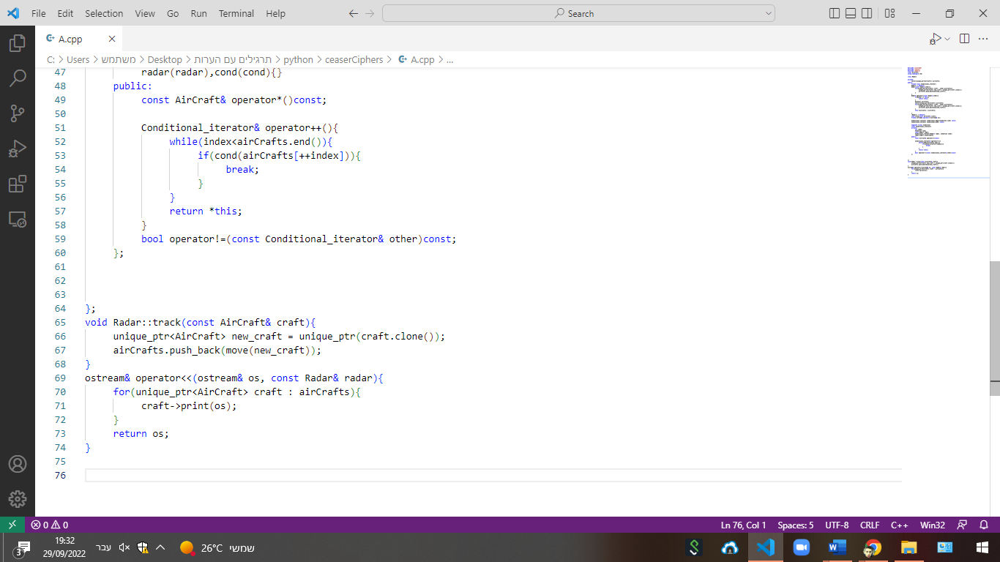 File Edit Selection View Go Run Terminal Help Search
A.cpp
C: > Users > משתמש > Desktop > תרגילים עם הערות > python > ceaserCiphers > A.cpp > ...
47 radar(radar),cond(cond){}
48 public:
49 const AirCraft& operator*()const;
50
51 Conditional_iterator& operator++(){
52 while(index<airCrafts.end()){
53 if(cond(airCrafts[++index])){
54 break;
55 }
56 }
57 return *this;
58 }
59 bool operator!=(const Conditional_iterator& other)const;
60 };
61
62
63
64 };
65 void Radar::track(const AirCraft& craft){
66 unique_ptr<AirCraft> new_craft = unique_ptr(craft.clone());
67 airCrafts.push_back(move(new_craft));
68 }
69 ostream& operator<<(ostream& os, const Radar& radar){
70 for(unique_ptr<AirCraft> craft : airCrafts){
71 craft->print(os);
72 }
73 return os;
74 }
75
76
0 0 Ln 76, Col 1 Spaces: 5 UTF-8 CRLF C++ Win32
3 19:32 עבר 26°C שמשי
29/09/2022